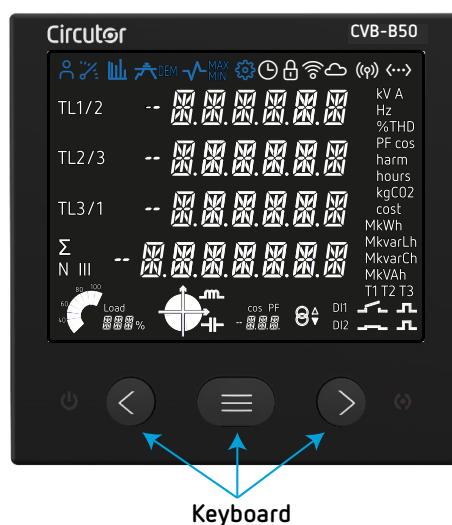 Circutor CVB-B50
DEM MAX MIN
TL1/2 -- kV A
Hz
%THD
TL2/3 -- PF cos
harm
hours
TL3/1 -- kgCO2
cost
MkWh
Σ -- MkvarLh
N III MkvarCh
MkVAh
T1 T2 T3
80 100
60 Load cos PF DI1
40 % - DI2
Keyboard